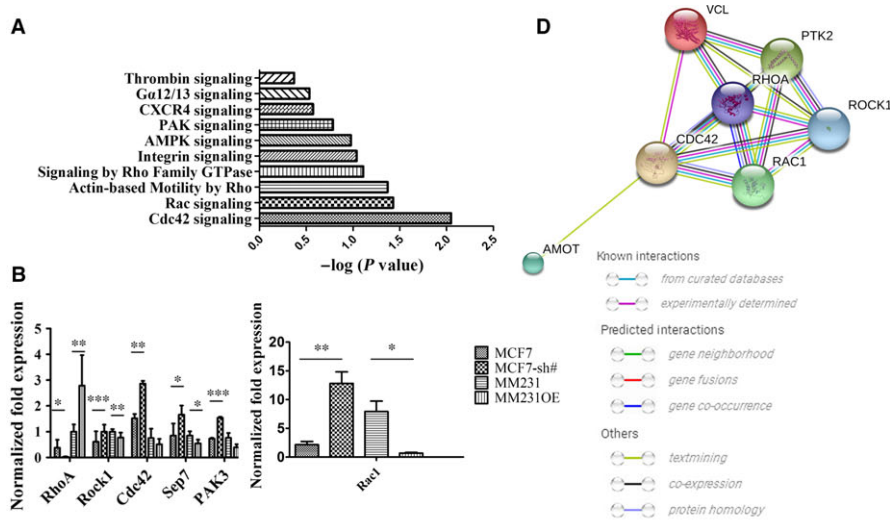 A
Thrombin signaling
Gα12/13 signaling
CXCR4 signaling
PAK signaling
AMPK signaling
Integrin signaling
Signaling by Rho Family GTPase
Actin-based Motility by Rho
Rac signaling
Cdc42 signaling
0.0 0.5 1.0 1.5 2.0 2.5
−log (P value)
B
Normalized fold expression
5
4
3
2
1
0
* ** *** ** ** * * ***
RhoA Rock1 Cdc42 Sep7 PAK3
Normalized fold expression
20
15
10
5
0
** *
Rac1
MCF7
MCF7-sh#
MM231
MM231OE
D
VCL
PTK2
RHOA
ROCK1
CDC42
RAC1
AMOT
Known interactions
from curated databases
experimentally determined
Predicted interactions
gene neighborhood
gene fusions
gene co-occurrence
Others
textmining
co-expression
protein homology